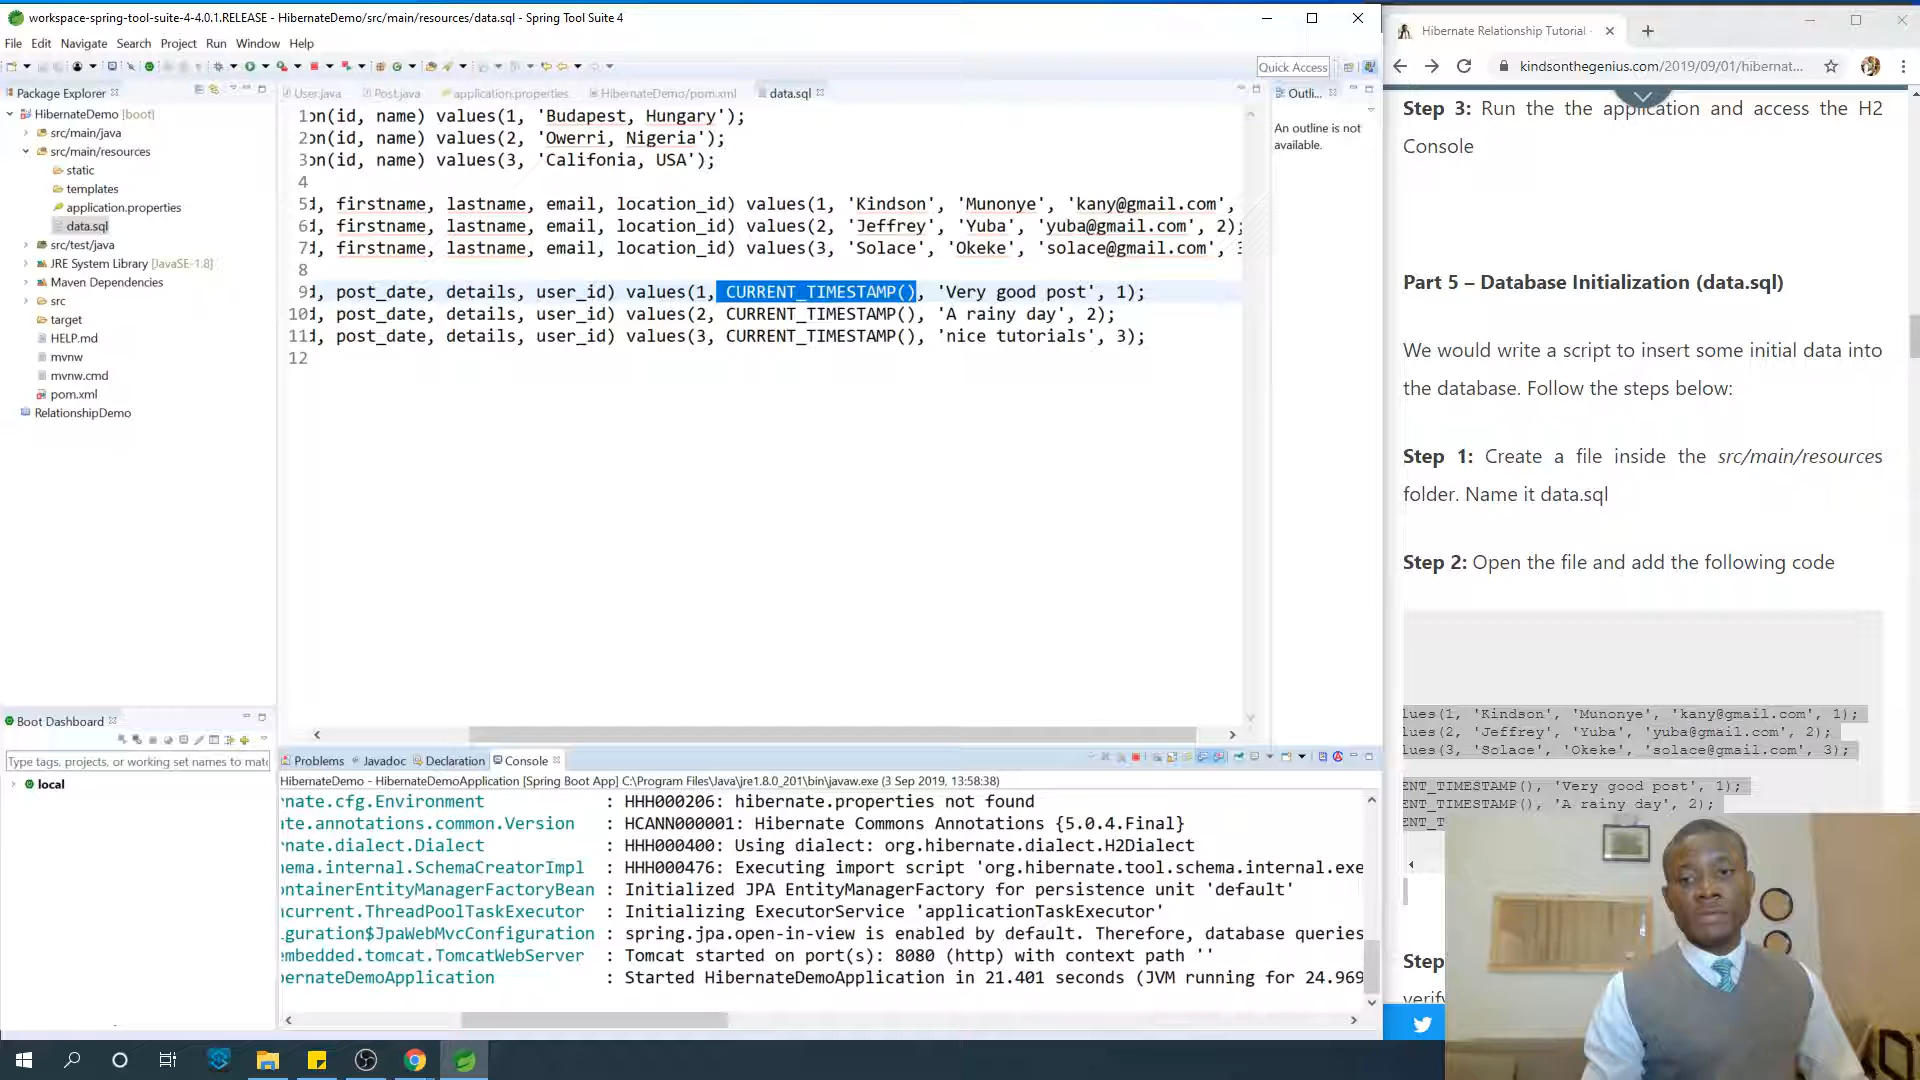 workspace-spring-tool-suite-4-4.0.1.RELEASE - HibernateDemo/src/main/resources/data.sql - Spring Tool Suite 4
File Edit Navigate Search Project Run Window Help
Quick Access
Package Explorer
HibernateDemo [boot]
src/main/java
src/main/resources
static
templates
application.properties
data.sql
src/test/java
JRE System Library [JavaSE-1.8]
Maven Dependencies
src
target
HELP.md
mvnw
mvnw.cmd
pom.xml
RelationshipDemo
User.java Post.java application.properties HibernateDemo/pom.xml data.sql
1 on(id, name) values(1, 'Budapest, Hungary');
2 on(id, name) values(2, 'Owerri, Nigeria');
3 on(id, name) values(3, 'Califonia, USA');
4
5 d, firstname, lastname, email, location_id) values(1, 'Kindson', 'Munonye', 'kany@gmail.com',
6 d, firstname, lastname, email, location_id) values(2, 'Jeffrey', 'Yuba', 'yuba@gmail.com', 2);
7 d, firstname, lastname, email, location_id) values(3, 'Solace', 'Okeke', 'solace@gmail.com', 3
8
9 d, post_date, details, user_id) values(1, CURRENT_TIMESTAMP(), 'Very good post', 1);
10 d, post_date, details, user_id) values(2, CURRENT_TIMESTAMP(), 'A rainy day', 2);
11 d, post_date, details, user_id) values(3, CURRENT_TIMESTAMP(), 'nice tutorials', 3);
12
Outli...
An outline is not
available.
Boot Dashboard
Type tags, projects, or working set names to mat
local
Problems Javadoc Declaration Console
HibernateDemo - HibernateDemoApplication [Spring Boot App] C:\Program Files\Java\jre1.8.0_201\bin\javaw.exe (3 Sep 2019, 13:58:38)
rnate.cfg.Environment : HHH000206: hibernate.properties not found
ate.annotations.common.Version : HCANN000001: Hibernate Commons Annotations {5.0.4.Final}
rnate.dialect.Dialect : HHH000400: Using dialect: org.hibernate.dialect.H2Dialect
hema.internal.SchemaCreatorImpl : HHH000476: Executing import script 'org.hibernate.tool.schema.internal.exe
ontainerEntityManagerFactoryBean : Initialized JPA EntityManagerFactory for persistence unit 'default'
ncurrent.ThreadPoolTaskExecutor : Initializing ExecutorService 'applicationTaskExecutor'
guration$JpaWebMvcConfiguration : spring.jpa.open-in-view is enabled by default. Therefore, database queries
embedded.tomcat.TomcatWebServer : Tomcat started on port(s): 8080 (http) with context path ''
bernateDemoApplication : Started HibernateDemoApplication in 21.401 seconds (JVM running for 24.969
Hibernate Relationship Tutorial
kindsonthegenius.com/2019/09/01/hibernat...
Step 3: Run the the application and access the H2
Console
Part 5 – Database Initialization (data.sql)
We would write a script to insert some initial data into
the database. Follow the steps below:
Step 1: Create a file inside the src/main/resources
folder. Name it data.sql
Step 2: Open the file and add the following code
lues(1, 'Kindson', 'Munonye', 'kany@gmail.com', 1);
lues(2, 'Jeffrey', 'Yuba', 'yuba@gmail.com', 2);
lues(3, 'Solace', 'Okeke', 'solace@gmail.com', 3);
ENT_TIMESTAMP(), 'Very good post', 1);
ENT_TIMESTAMP(), 'A rainy day', 2);
ENT_T
Step
verify